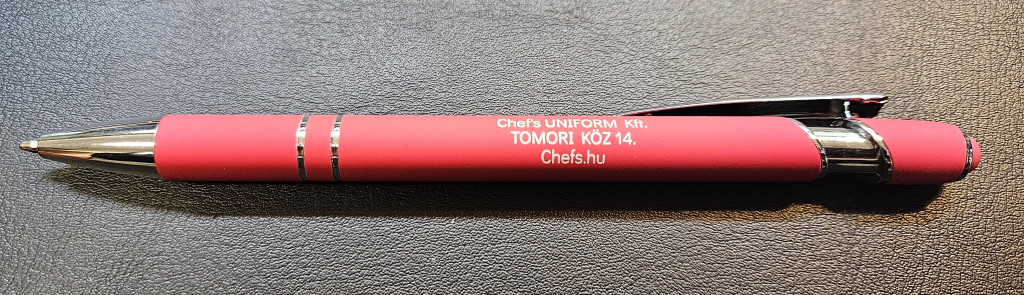 Chef's UNIFORM Kft.
TOMORI KÖZ 14.
Chefs.hu